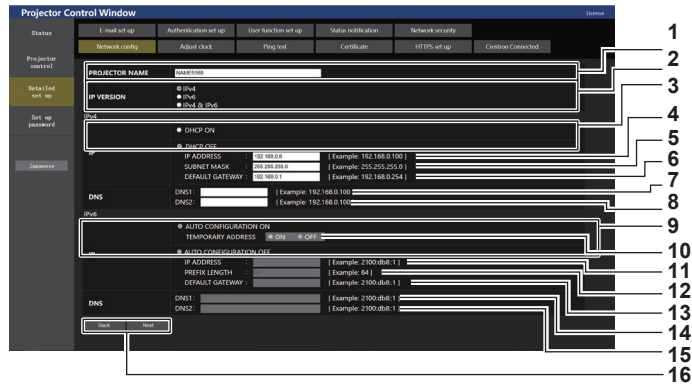 Projector Control Window
License
Status
Projector
control
Detailed
set up
Set up
password
Japanese
E-mail set up
Authentication set up
User function set up
Status notification
Network security
Network config
Adjust clock
Ping test
Certificate
HTTPS set up
Crestron Connected
PROJECTOR NAME
NAME5168
IP VERSION
IPv4
IPv6
IPv4 & IPv6
IPv4
IP
DHCP ON
DHCP OFF
IP ADDRESS : 192.168.0.8 [ Example: 192.168.0.100 ]
SUBNET MASK : 255.255.255.0 [ Example: 255.255.255.0 ]
DEFAULT GATEWAY : 192.168.0.1 [ Example: 192.168.0.254 ]
DNS
DNS1: [ Example: 192.168.0.100
DNS2: [ Example: 192.168.0.100
IPv6
IP
AUTO CONFIGURATION ON
TEMPORARY ADDRESS ON OFF
AUTO CONFIGURATION OFF
IP ADDRESS : [ Example: 2100:db8::1 ]
PREFIX LENGTH : [ Example: 64 ]
DEFAULT GATEWAY : [ Example: 2100:db8::1 ]
DNS
DNS1: [ Example: 2100:db8::1 ]
DNS2: [ Example: 2100:db8::1 ]
Back Next
1
2
3
4
5
6
7
8
9
10
11
12
13
14
15
16